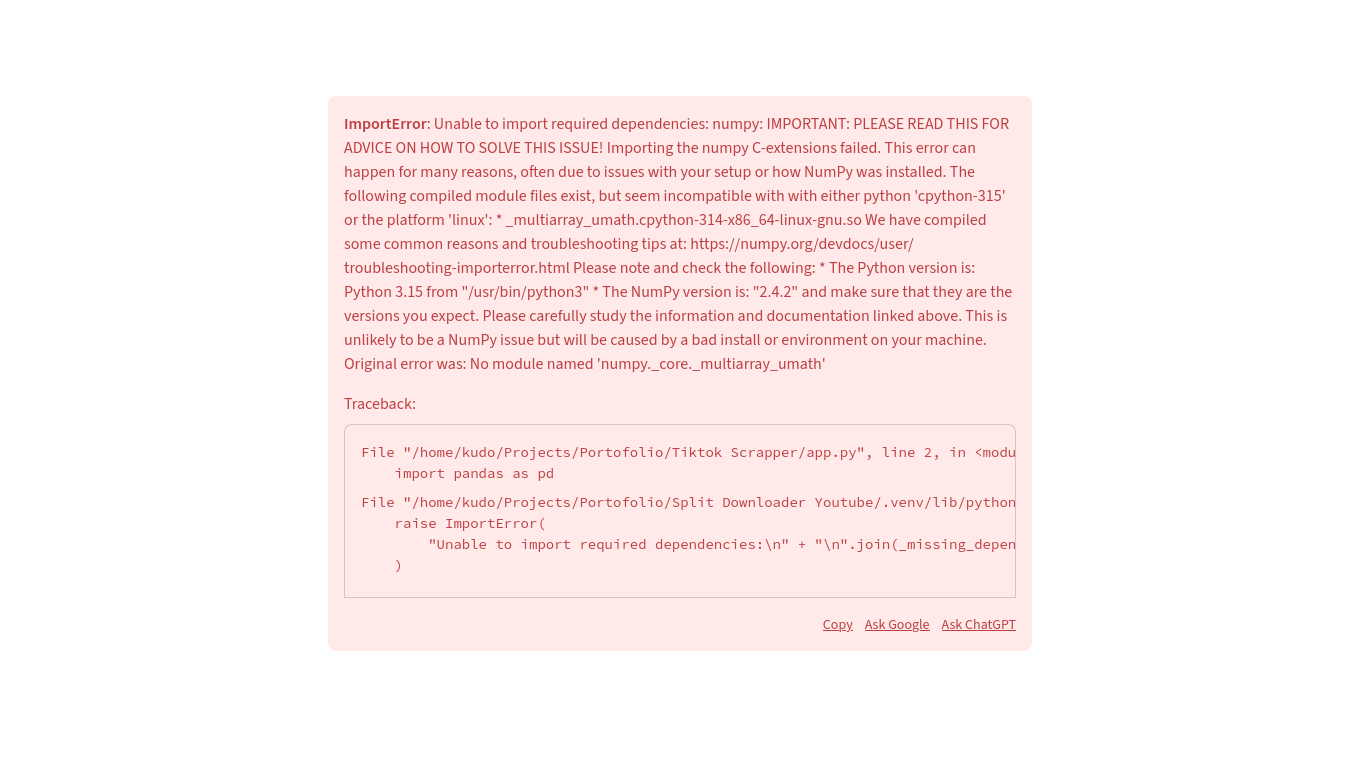 ImportError: Unable to import required dependencies: numpy: IMPORTANT: PLEASE READ THIS FOR
ADVICE ON HOW TO SOLVE THIS ISSUE! Importing the numpy C-extensions failed. This error can
happen for many reasons, often due to issues with your setup or how NumPy was installed. The
following compiled module files exist, but seem incompatible with with either python 'cpython-315'
or the platform 'linux': * _multiarray_umath.cpython-314-x86_64-linux-gnu.so We have compiled
some common reasons and troubleshooting tips at: https://numpy.org/devdocs/user/
troubleshooting-importerror.html Please note and check the following: * The Python version is:
Python 3.15 from "/usr/bin/python3" * The NumPy version is: "2.4.2" and make sure that they are the
versions you expect. Please carefully study the information and documentation linked above. This is
unlikely to be a NumPy issue but will be caused by a bad install or environment on your machine.
Original error was: No module named 'numpy._core._multiarray_umath'
Traceback:
File "/home/kudo/Projects/Portofolio/Tiktok Scrapper/app.py", line 2, in <modu
    import pandas as pd
File "/home/kudo/Projects/Portofolio/Split Downloader Youtube/.venv/lib/python
    raise ImportError(
        "Unable to import required dependencies:\n" + "\n".join(_missing_depen
    )
Copy Ask Google Ask ChatGPT